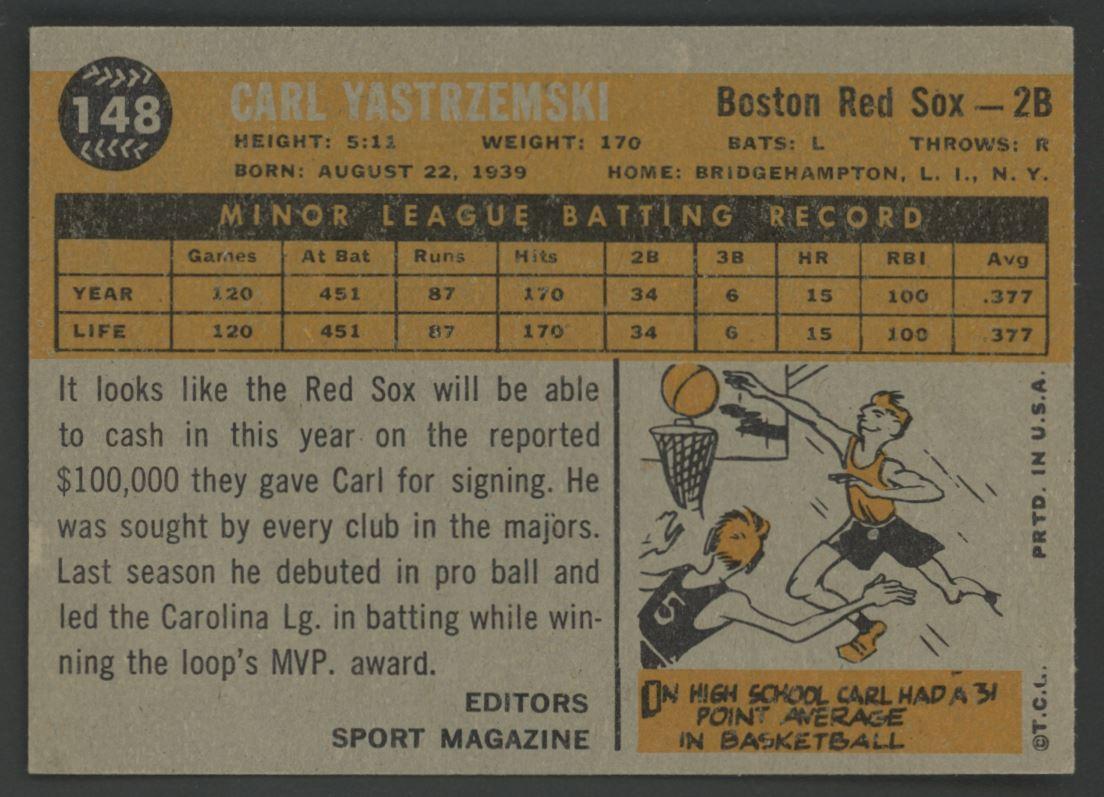 148
CARL YASTRZEMSKI
Boston Red Sox — 2B
HEIGHT: 5:11 WEIGHT: 170 BATS: L THROWS: R
BORN: AUGUST 22, 1939 HOME: BRIDGEHAMPTON, L. I., N. Y.
MINOR LEAGUE BATTING RECORD
Games At Bat Runs Hits 2B 3B HR RBI Avg
YEAR 120 451 87 170 34 6 15 100 .377
LIFE 120 451 87 170 34 6 15 100 .377
It looks like the Red Sox will be able
to cash in this year on the reported
$100,000 they gave Carl for signing. He
was sought by every club in the majors.
Last season he debuted in pro ball and
led the Carolina Lg. in batting while win-
ning the loop's MVP. award.
EDITORS
SPORT MAGAZINE
5
IN HIGH SCHOOL CARL HAD A 31
POINT AVERAGE
IN BASKETBALL
©T.C.G. PRTD. IN U.S.A.